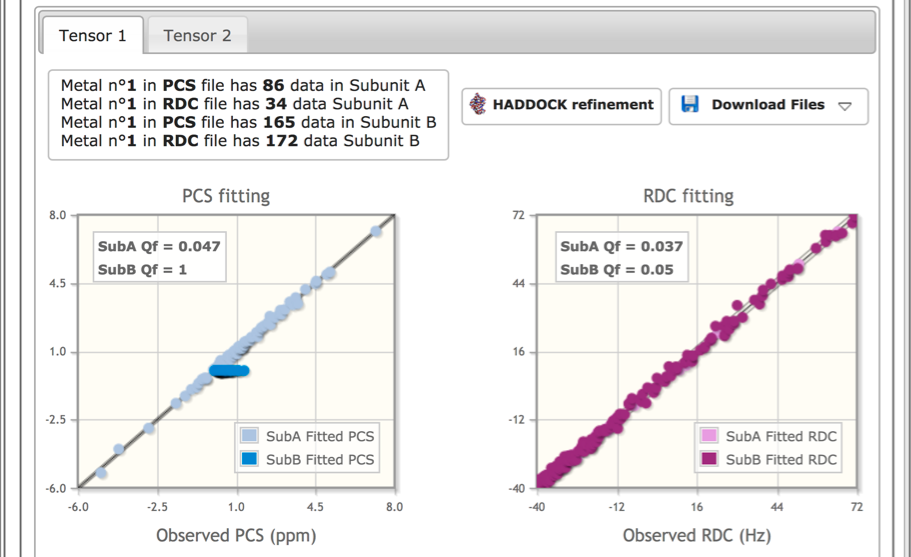 Tensor 1
Tensor 2
Metal n°1 in PCS file has 86 data in Subunit A
Metal n°1 in RDC file has 34 data Subunit A
Metal n°1 in PCS file has 165 data in Subunit B
Metal n°1 in RDC file has 172 data Subunit B
HADDOCK refinement
Download Files
PCS fitting
8.0
4.5
1.0
-2.5
-6.0
SubA Qf = 0.047
SubB Qf = 1
SubA Fitted PCS
SubB Fitted PCS
-6.0 -2.5 1.0 4.5 8.0
Observed PCS (ppm)
RDC fitting
72
44
16
-12
-40
SubA Qf = 0.037
SubB Qf = 0.05
SubA Fitted RDC
SubB Fitted RDC
-40 -12 16 44 72
Observed RDC (Hz)